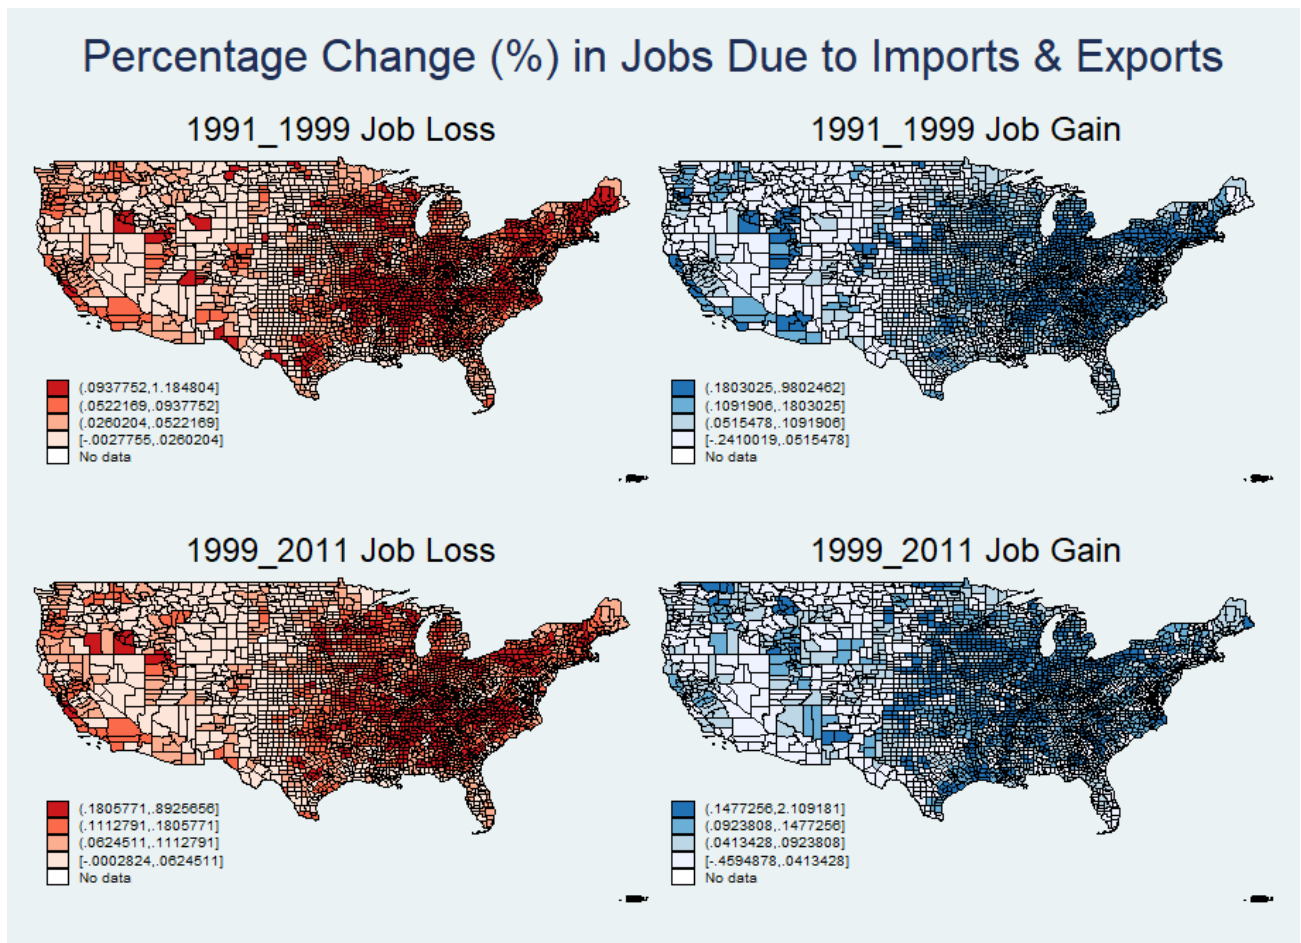 Percentage Change (%) in Jobs Due to Imports & Exports
1991_1999 Job Loss
(.0937752,1.184804]
(.0522169,.0937752]
(.0260204,.0522169]
[-.0027755,.0260204]
No data
1991_1999 Job Gain
(.1803025,.9802462]
(.1091906,.1803025]
(.0515478,.1091906]
[-.2410019,.0515478]
No data
1999_2011 Job Loss
(.1805771,.8925656]
(.1112791,.1805771]
(.0624511,.1112791]
[-.0002824,.0624511]
No data
1999_2011 Job Gain
(.1477256,2.109181]
(.0923808,.1477256]
(.0413428,.0923808]
[-.4594878,.0413428]
No data